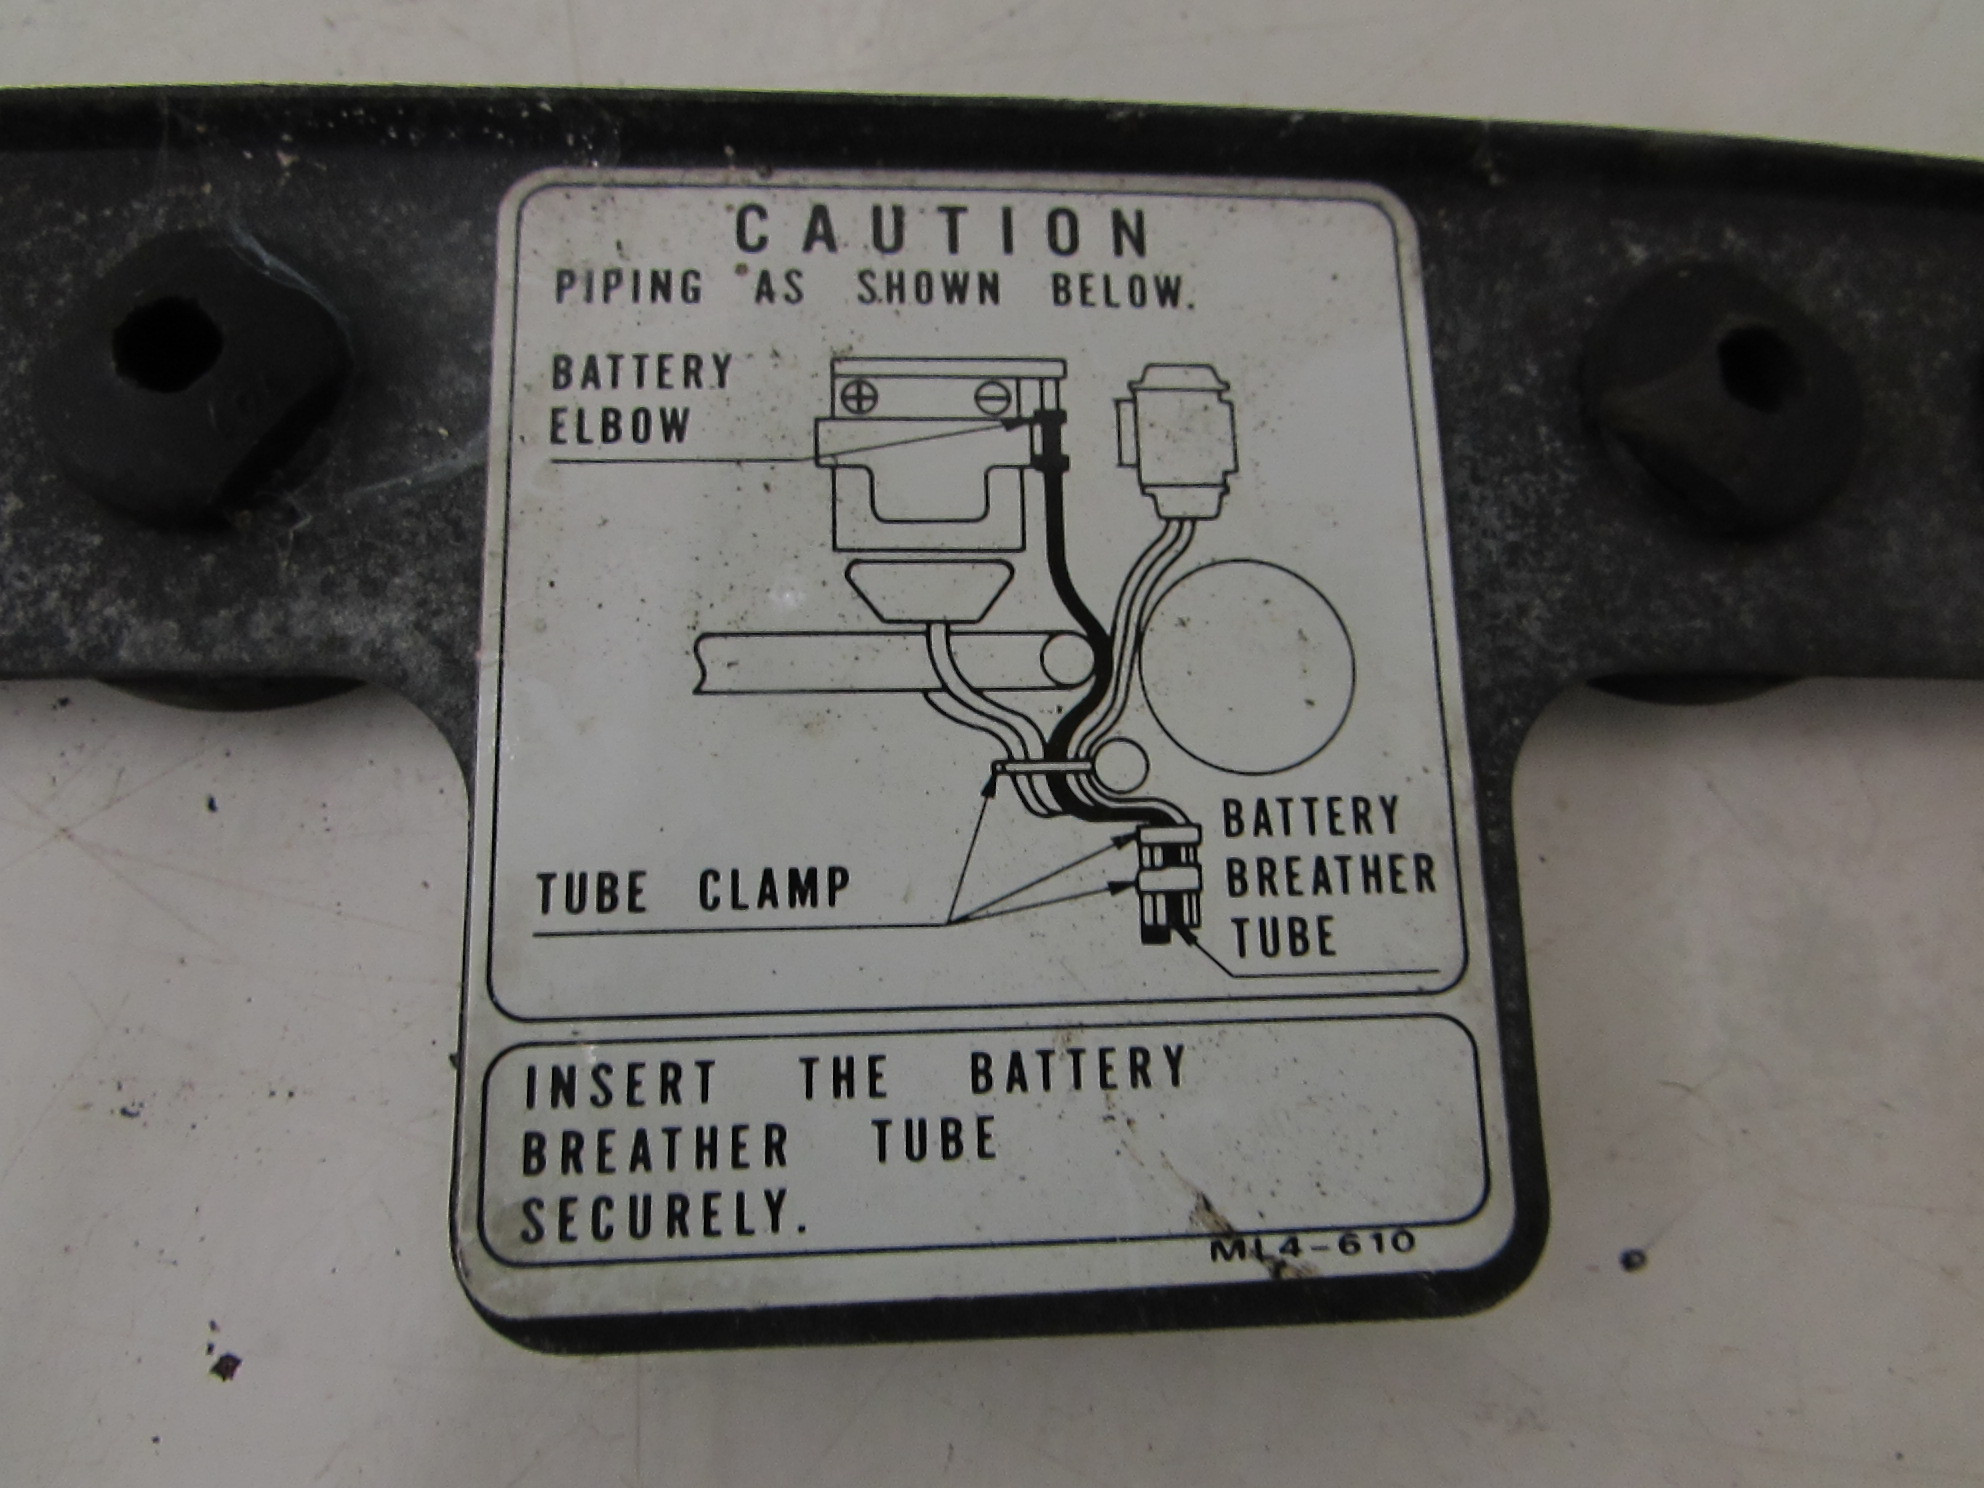 CAUTION
PIPING AS SHOWN BELOW.
BATTERY
ELBOW
TUBE CLAMP
BATTERY
BREATHER
TUBE
INSERT THE BATTERY
BREATHER TUBE
SECURELY.
ML4-610